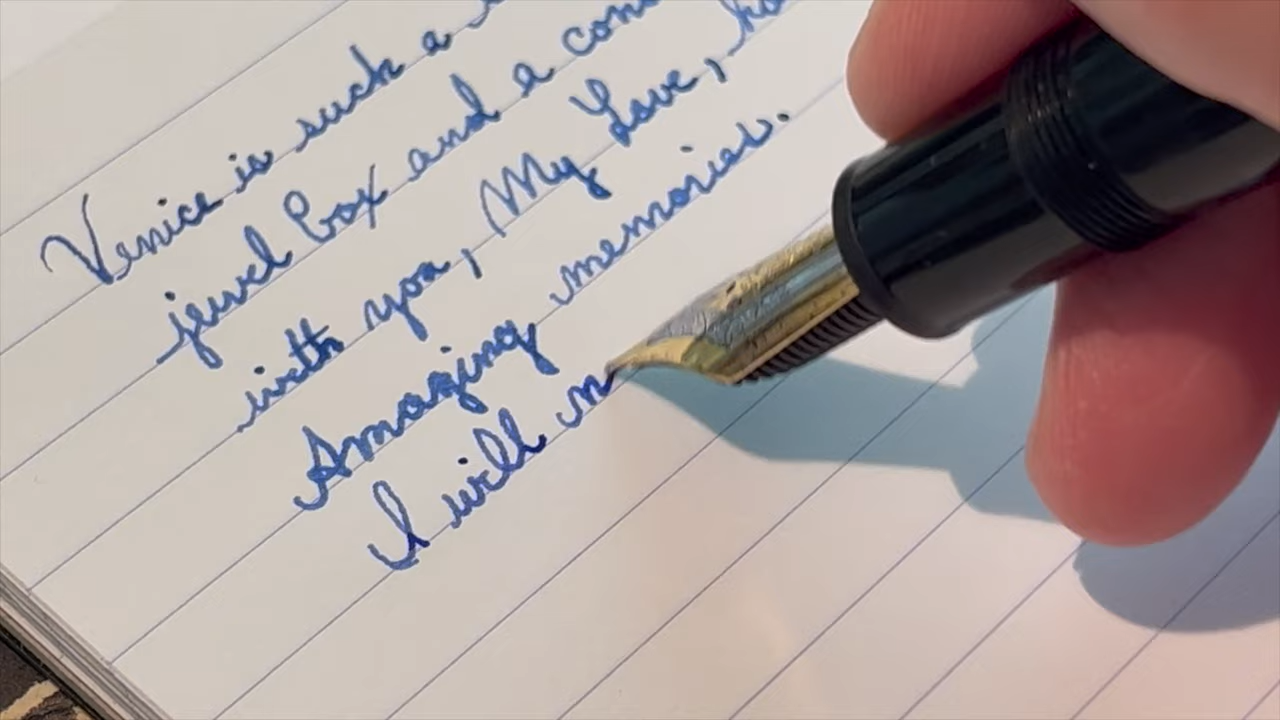 Venice is such a
jewel box and a
with you, My Love,
Amazing memories.
I will